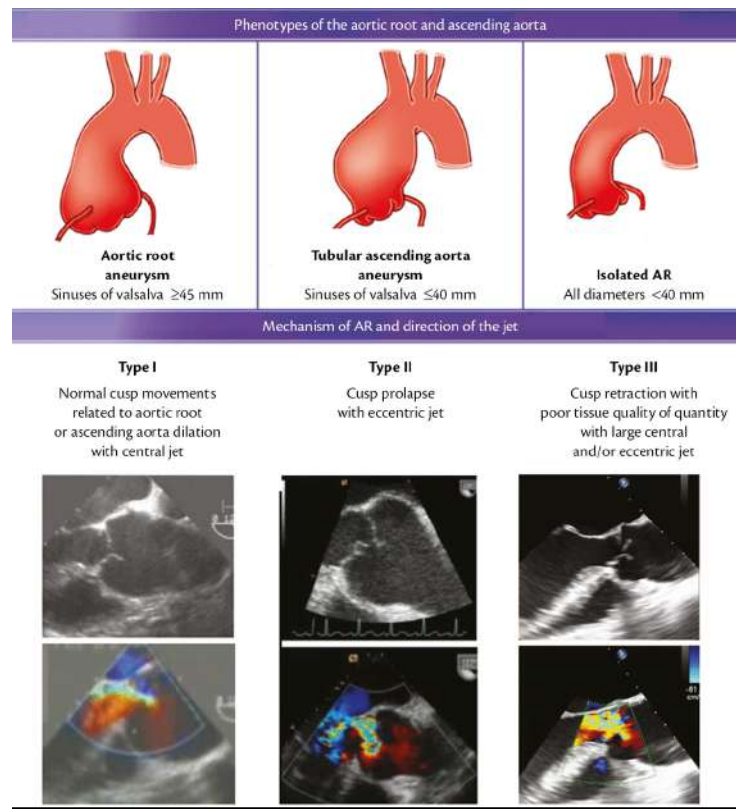 Phenotypes of the aortic root and ascending aorta
Aortic root
aneurysm
Sinuses of valsalva ≥45 mm
Tubular ascending aorta
aneurysm
Sinuses of valsalva ≤40 mm
Isolated AR
All diameters <40 mm
Mechanism of AR and direction of the jet
Type I
Normal cusp movements
related to aortic root
or ascending aorta dilation
with central jet
Type II
Cusp prolapse
with eccentric jet
Type III
Cusp retraction with
poor tissue quality of quantity
with large central
and/or eccentric jet
-81
cm/s